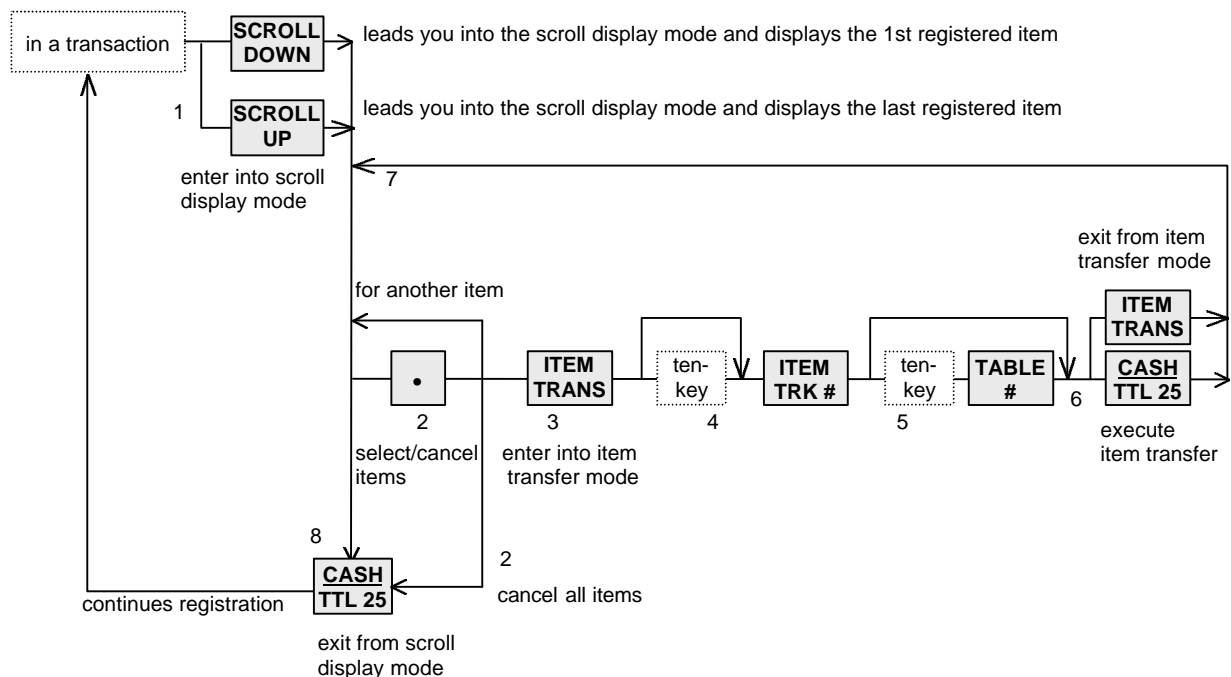 in a transaction
SCROLL
DOWN
leads you into the scroll display mode and displays the 1st registered item
1
SCROLL
UP
leads you into the scroll display mode and displays the last registered item
enter into scroll
display mode
7
exit from item
transfer mode
for another item
ITEM
TRANS
•
ITEM
TRANS
ten-
key
ITEM
TRK #
ten-
key
TABLE
#
CASH
TTL 25
2
3
4
5
6
select/cancel
items
enter into item
transfer mode
execute
item transfer
8
CASH
TTL 25
2
cancel all items
continues registration
exit from scroll
display mode